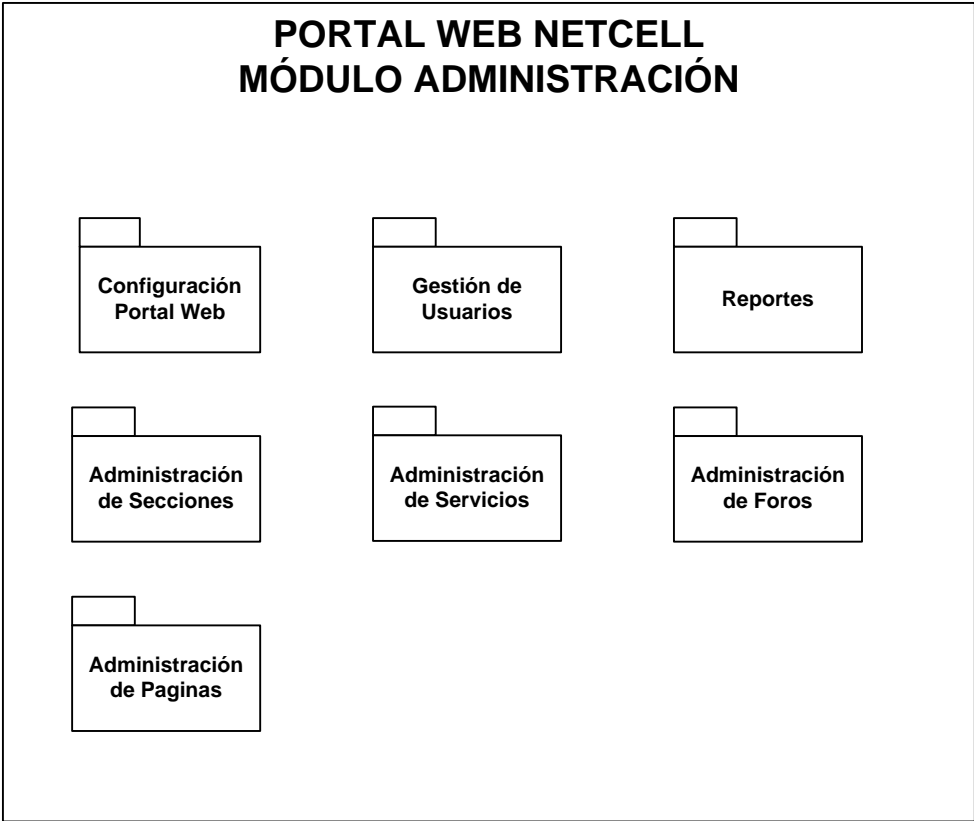 PORTAL WEB NETCELL
MÓDULO ADMINISTRACIÓN
Configuración
Portal Web
Gestión de
Usuarios
Reportes
Administración
de Secciones
Administración
de Servicios
Administración
de Foros
Administración
de Paginas